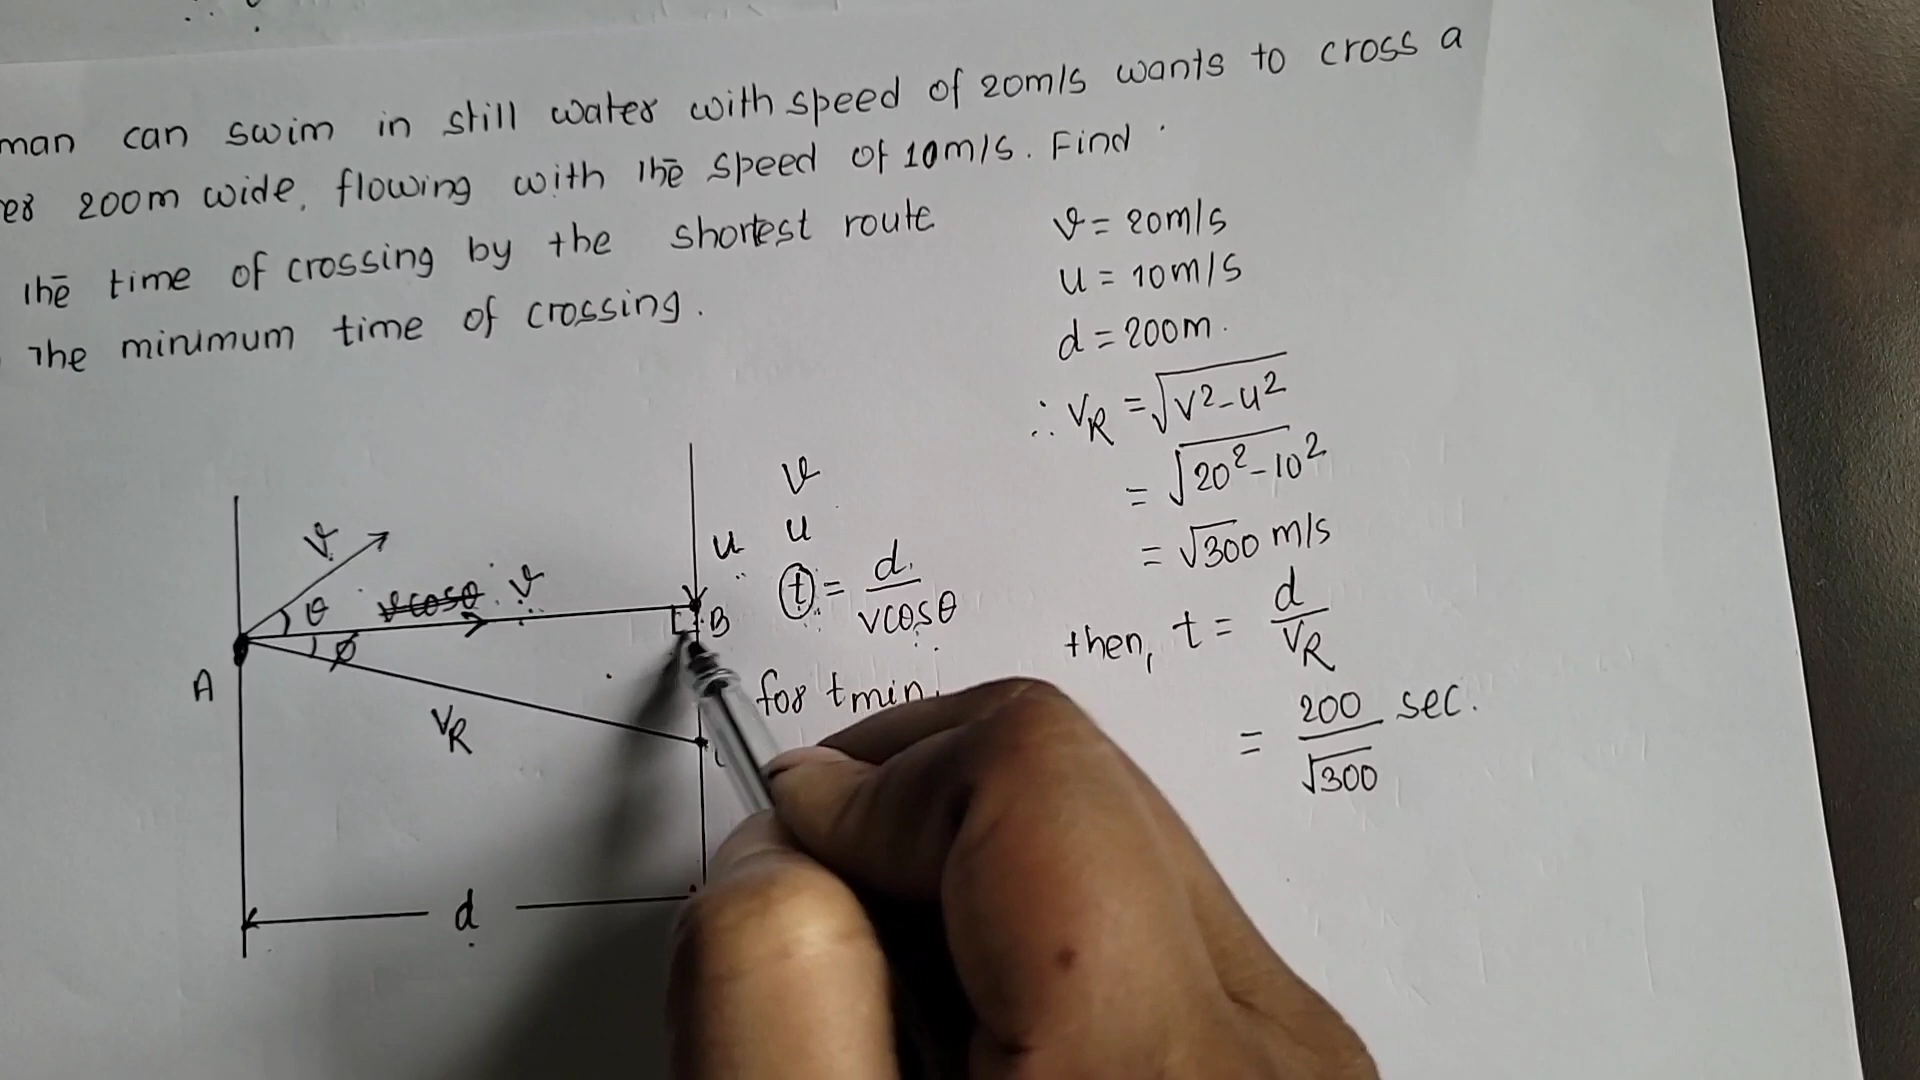 man can swim in still water with speed of 20m/s wants to cross a
er 200m wide, flowing with the speed of 10m/s. Find
the time of crossing by the shortest route
The minimum time of crossing.
v = 20m/s
u = 10m/s
d = 200m.
∴ VR = √V²-u²
= √20²-10²
= √300 m/s
then, t = d/VR
= 200/√300 sec.
v
u
t = d/vcosθ
for tmin
v
θ
vcosθ v
u
B
A
ø
VR
d